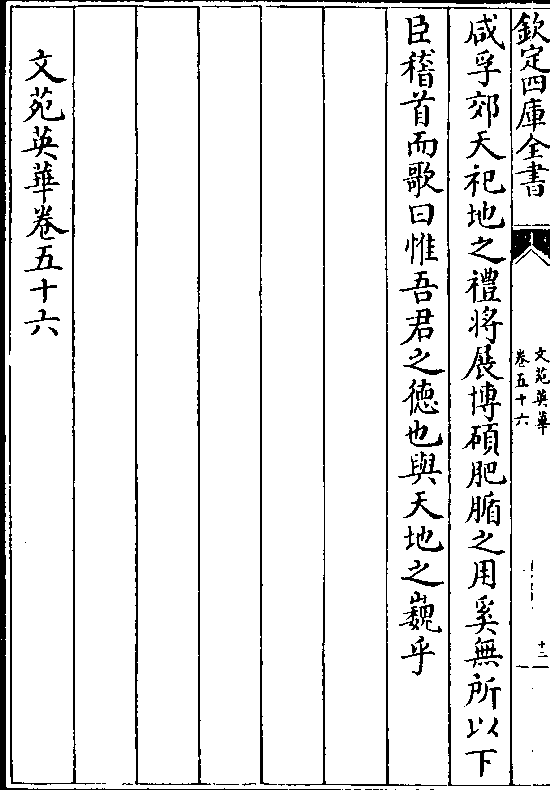 欽定四庫全書
文苑英華
卷五十六
十二
咸孚郊天祀地之禮將展博碩肥腯之用奚無所以下
臣稽首而歌曰惟吾君之徳也與天地之巍乎
文苑英華卷五十六